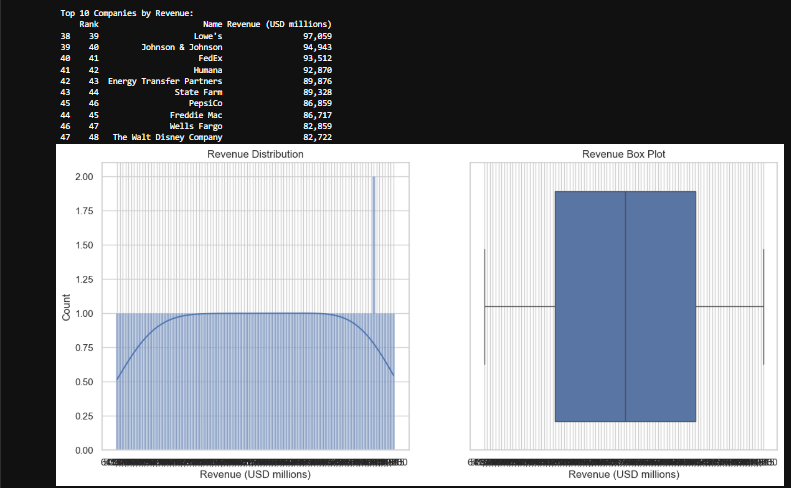 Top 10 Companies by Revenue:
Rank Name Revenue (USD millions)
38 39 Lowe's 97,059
39 40 Johnson & Johnson 94,943
40 41 FedEx 93,512
41 42 Humana 92,870
42 43 Energy Transfer Partners 89,876
43 44 State Farm 89,328
45 46 PepsiCo 86,859
44 45 Freddie Mac 86,717
46 47 Wells Fargo 82,859
47 48 The Walt Disney Company 82,722
Revenue Distribution
2.00
1.75
1.50
1.25
1.00
0.75
0.50
0.25
0.00
Count
Revenue (USD millions)
Revenue Box Plot
Revenue (USD millions)